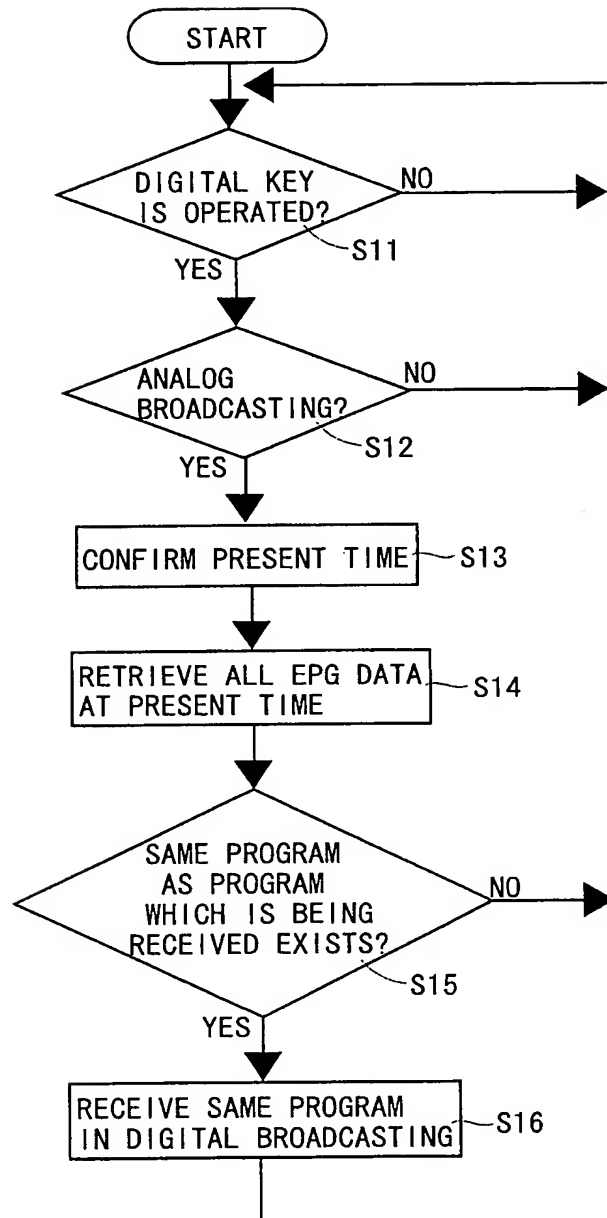 START
DIGITAL KEY
IS OPERATED?
NO
S11
YES
ANALOG
BROADCASTING?
NO
S12
YES
CONFIRM PRESENT TIME
S13
RETRIEVE ALL EPG DATA
AT PRESENT TIME
S14
SAME PROGRAM
AS PROGRAM
WHICH IS BEING
RECEIVED EXISTS?
NO
S15
YES
RECEIVE SAME PROGRAM
IN DIGITAL BROADCASTING
S16